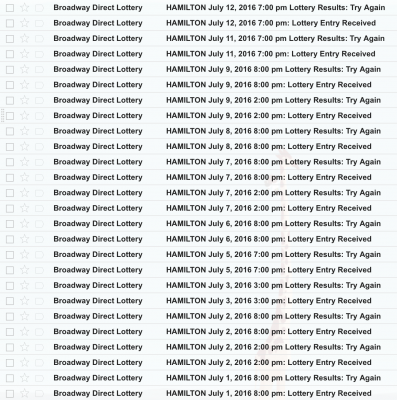 Broadway Direct Lottery HAMILTON July 12, 2016 7:00 pm Lottery Results: Try Again
Broadway Direct Lottery HAMILTON July 12, 2016 7:00 pm: Lottery Entry Received
Broadway Direct Lottery HAMILTON July 11, 2016 7:00 pm Lottery Results: Try Again
Broadway Direct Lottery HAMILTON July 11, 2016 7:00 pm: Lottery Entry Received
Broadway Direct Lottery HAMILTON July 9, 2016 8:00 pm Lottery Results: Try Again
Broadway Direct Lottery HAMILTON July 9, 2016 8:00 pm: Lottery Entry Received
Broadway Direct Lottery HAMILTON July 9, 2016 2:00 pm Lottery Results: Try Again
Broadway Direct Lottery HAMILTON July 9, 2016 2:00 pm: Lottery Entry Received
Broadway Direct Lottery HAMILTON July 8, 2016 8:00 pm Lottery Results: Try Again
Broadway Direct Lottery HAMILTON July 8, 2016 8:00 pm: Lottery Entry Received
Broadway Direct Lottery HAMILTON July 7, 2016 8:00 pm Lottery Results: Try Again
Broadway Direct Lottery HAMILTON July 7, 2016 8:00 pm: Lottery Entry Received
Broadway Direct Lottery HAMILTON July 7, 2016 2:00 pm Lottery Results: Try Again
Broadway Direct Lottery HAMILTON July 7, 2016 2:00 pm: Lottery Entry Received
Broadway Direct Lottery HAMILTON July 6, 2016 8:00 pm Lottery Results: Try Again
Broadway Direct Lottery HAMILTON July 6, 2016 8:00 pm: Lottery Entry Received
Broadway Direct Lottery HAMILTON July 5, 2016 7:00 pm Lottery Results: Try Again
Broadway Direct Lottery HAMILTON July 5, 2016 7:00 pm: Lottery Entry Received
Broadway Direct Lottery HAMILTON July 3, 2016 3:00 pm Lottery Results: Try Again
Broadway Direct Lottery HAMILTON July 3, 2016 3:00 pm: Lottery Entry Received
Broadway Direct Lottery HAMILTON July 2, 2016 8:00 pm Lottery Results: Try Again
Broadway Direct Lottery HAMILTON July 2, 2016 8:00 pm: Lottery Entry Received
Broadway Direct Lottery HAMILTON July 2, 2016 2:00 pm Lottery Results: Try Again
Broadway Direct Lottery HAMILTON July 2, 2016 2:00 pm: Lottery Entry Received
Broadway Direct Lottery HAMILTON July 1, 2016 8:00 pm Lottery Results: Try Again
Broadway Direct Lottery HAMILTON July 1, 2016 8:00 pm: Lottery Entry Received